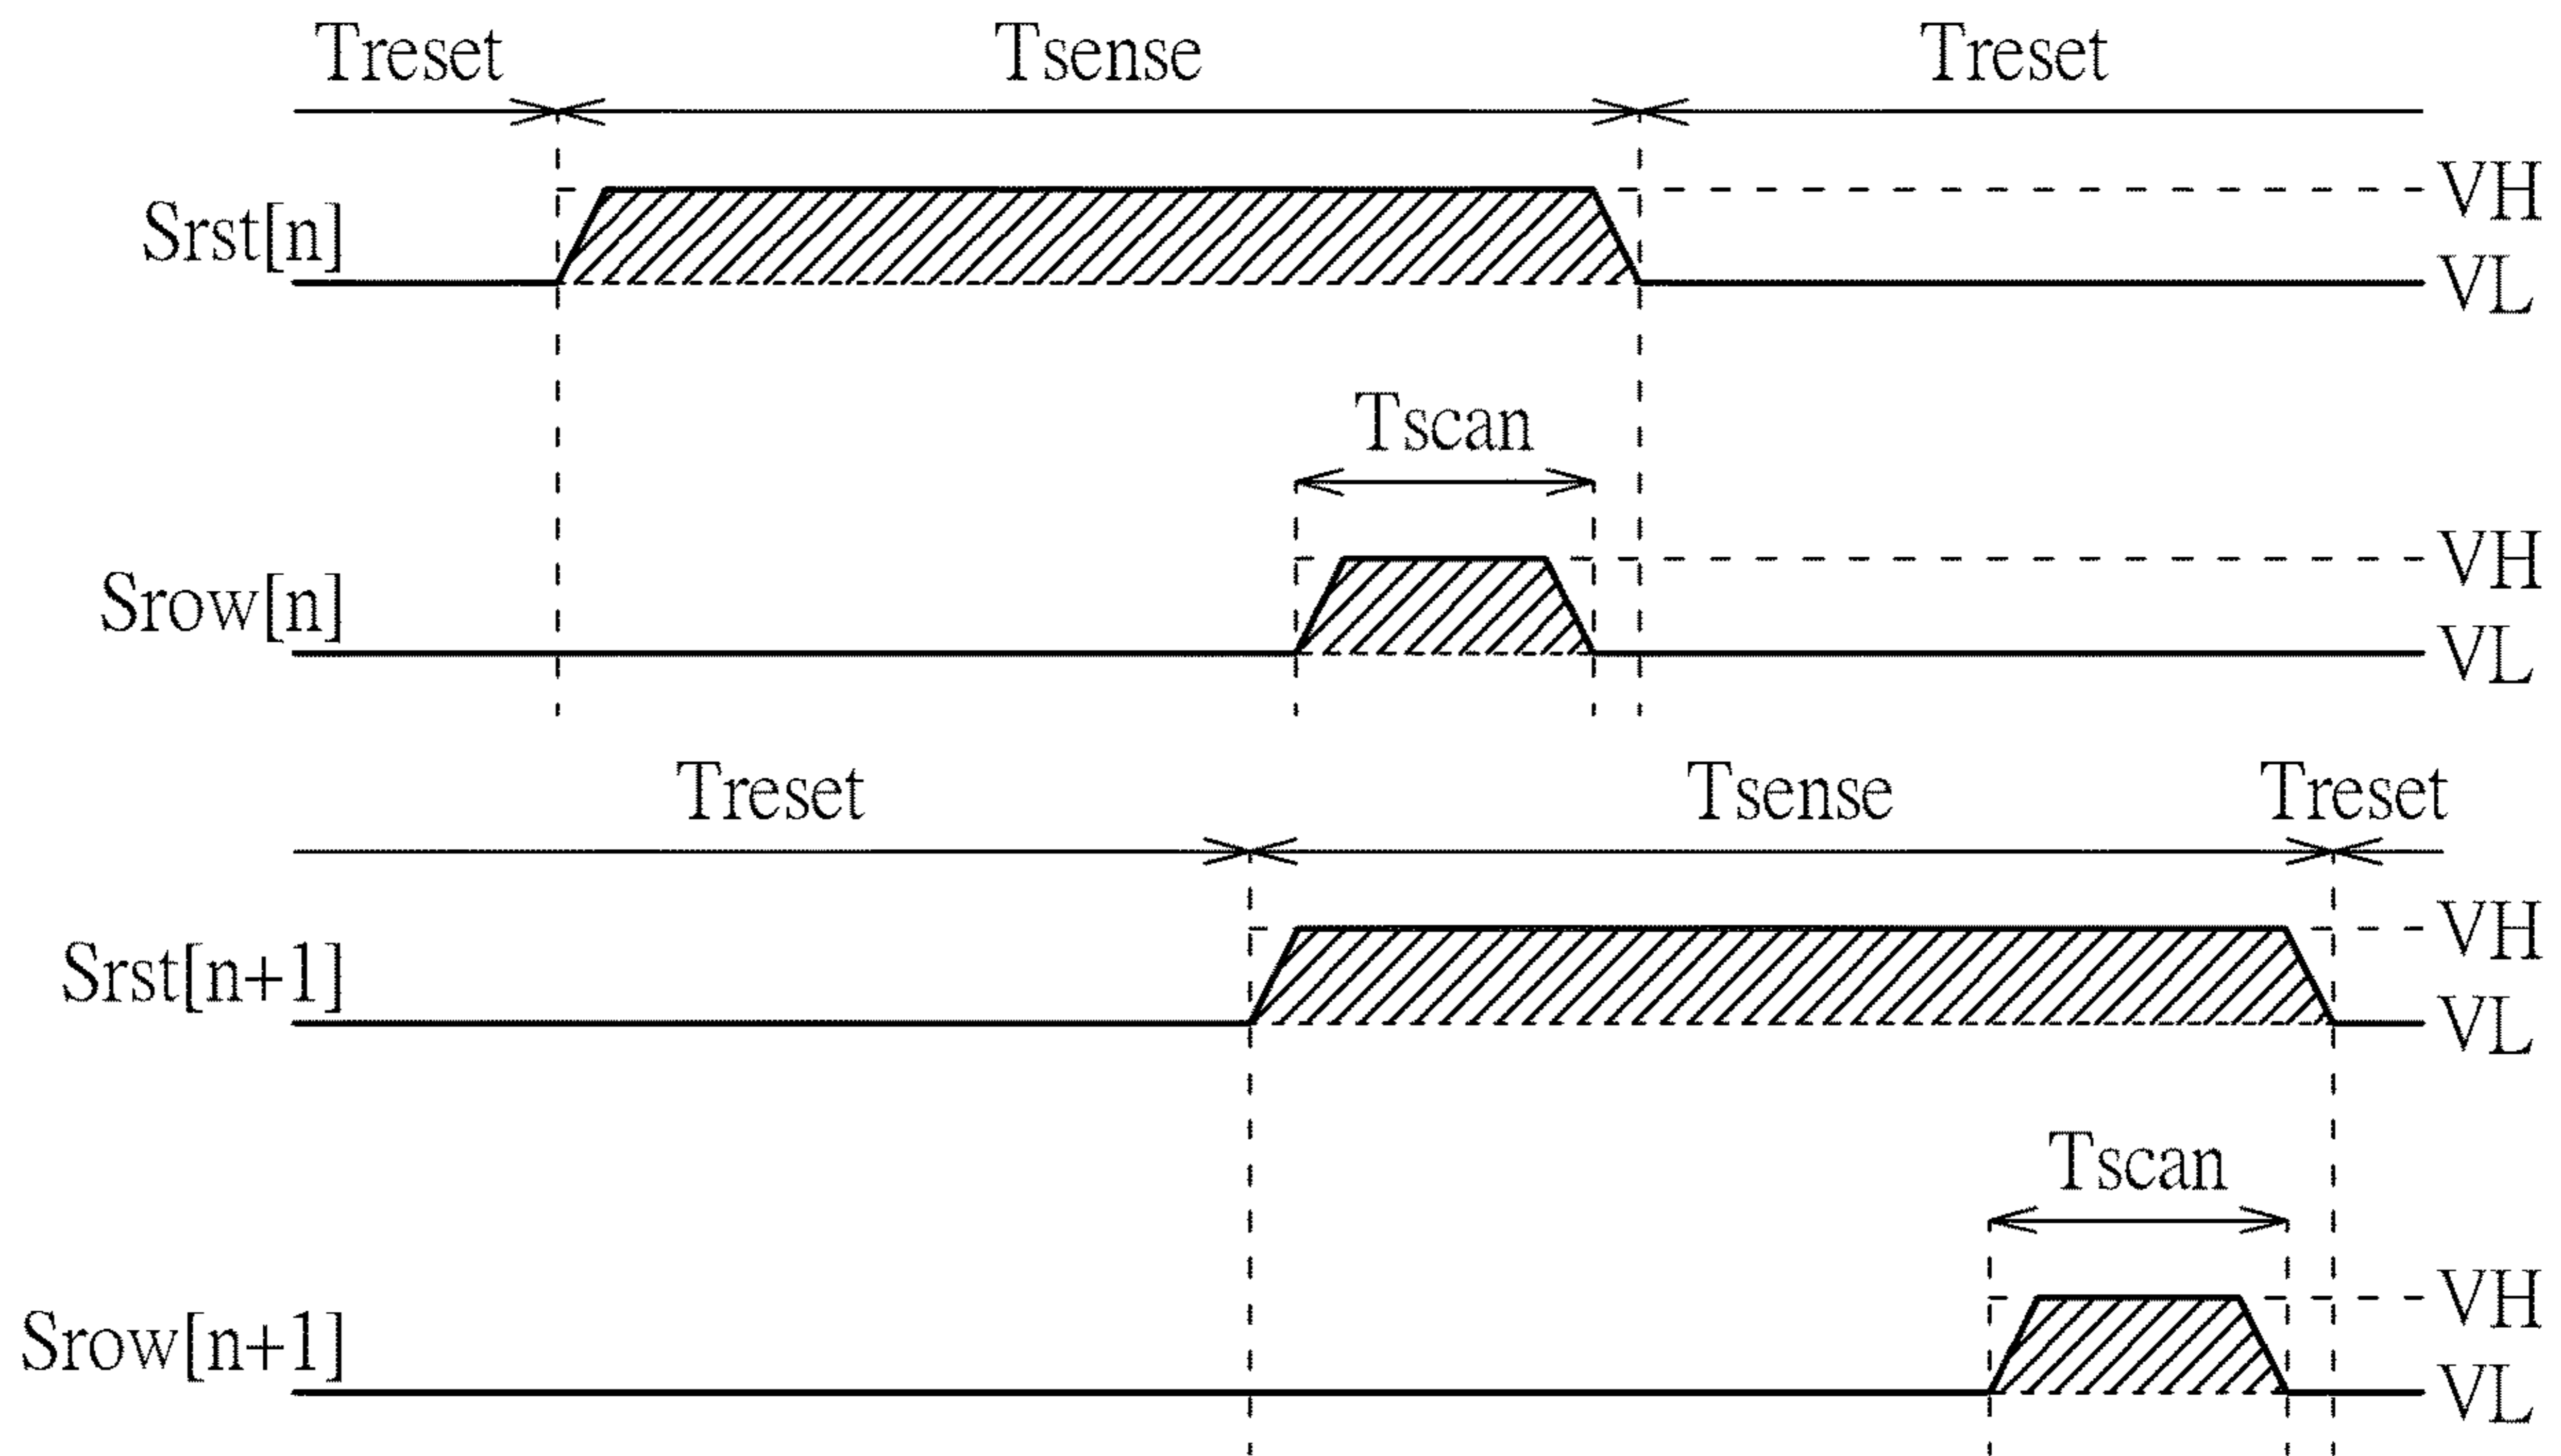 Treset Tsense Treset
VH
Srst[n]
VL
Tscan
VH
Srow[n]
VL
Treset Tsense Treset
VH
Srst[n+1]
VL
Tscan
VH
Srow[n+1]
VL